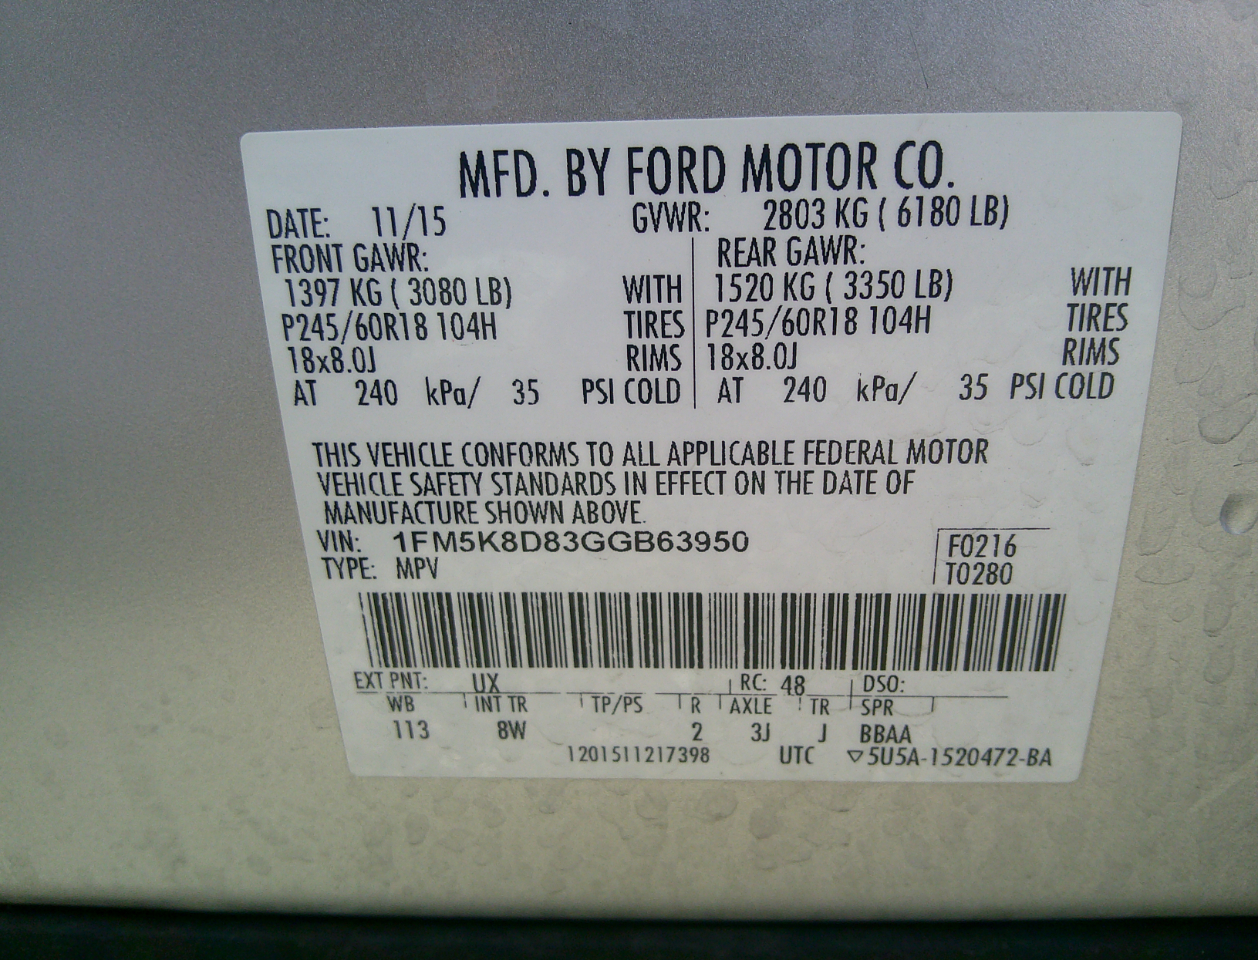 MFD. BY FORD MOTOR CO.
DATE: 11/15 GVWR: 2803 KG ( 6180 LB)
FRONT GAWR: REAR GAWR:
1397 KG ( 3080 LB) WITH 1520 KG ( 3350 LB) WITH
P245/60R18 104H TIRES P245/60R18 104H TIRES
18x8.0J RIMS 18x8.0J RIMS
AT 240 kPa/ 35 PSI COLD AT 240 kPa/ 35 PSI COLD
THIS VEHICLE CONFORMS TO ALL APPLICABLE FEDERAL MOTOR
VEHICLE SAFETY STANDARDS IN EFFECT ON THE DATE OF
MANUFACTURE SHOWN ABOVE.
VIN: 1FM5K8D83GGB63950 F0216
TYPE: MPV T0280
EXT PNT: UX RC: 48 DSO:
WB INT TR TP/PS R AXLE TR SPR
113 8W 2 3J J BBAA
1201511217398 UTC ▽5U5A-1520472-BA